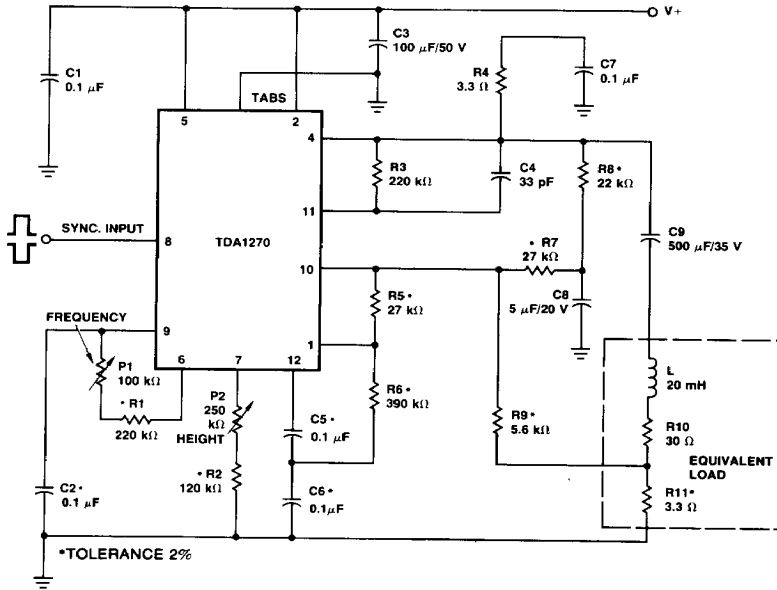 V+
C1
0.1 μF
C3
100 μF/50 V
R4
3.3 Ω
C7
0.1 μF
TABS
5
2
4
R3
220 kΩ
C4
33 pF
R8*
22 kΩ
11
SYNC. INPUT
8
TDA1270
C9
500 μF/35 V
10
* R7
27 kΩ
R5*
27 kΩ
C8
5 μF/20 V
FREQUENCY
9
1
P1
100 kΩ
6
7
12
L
20 mH
*R1
220 kΩ
P2
250
kΩ
HEIGHT
R6*
390 kΩ
C5*
0.1 μF
R9*
5.6 kΩ
R10
30 Ω
EQUIVALENT
LOAD
*R2
120 kΩ
C2*
0.1 μF
C6*
0.1μF
R11*
3.3 Ω
*TOLERANCE 2%